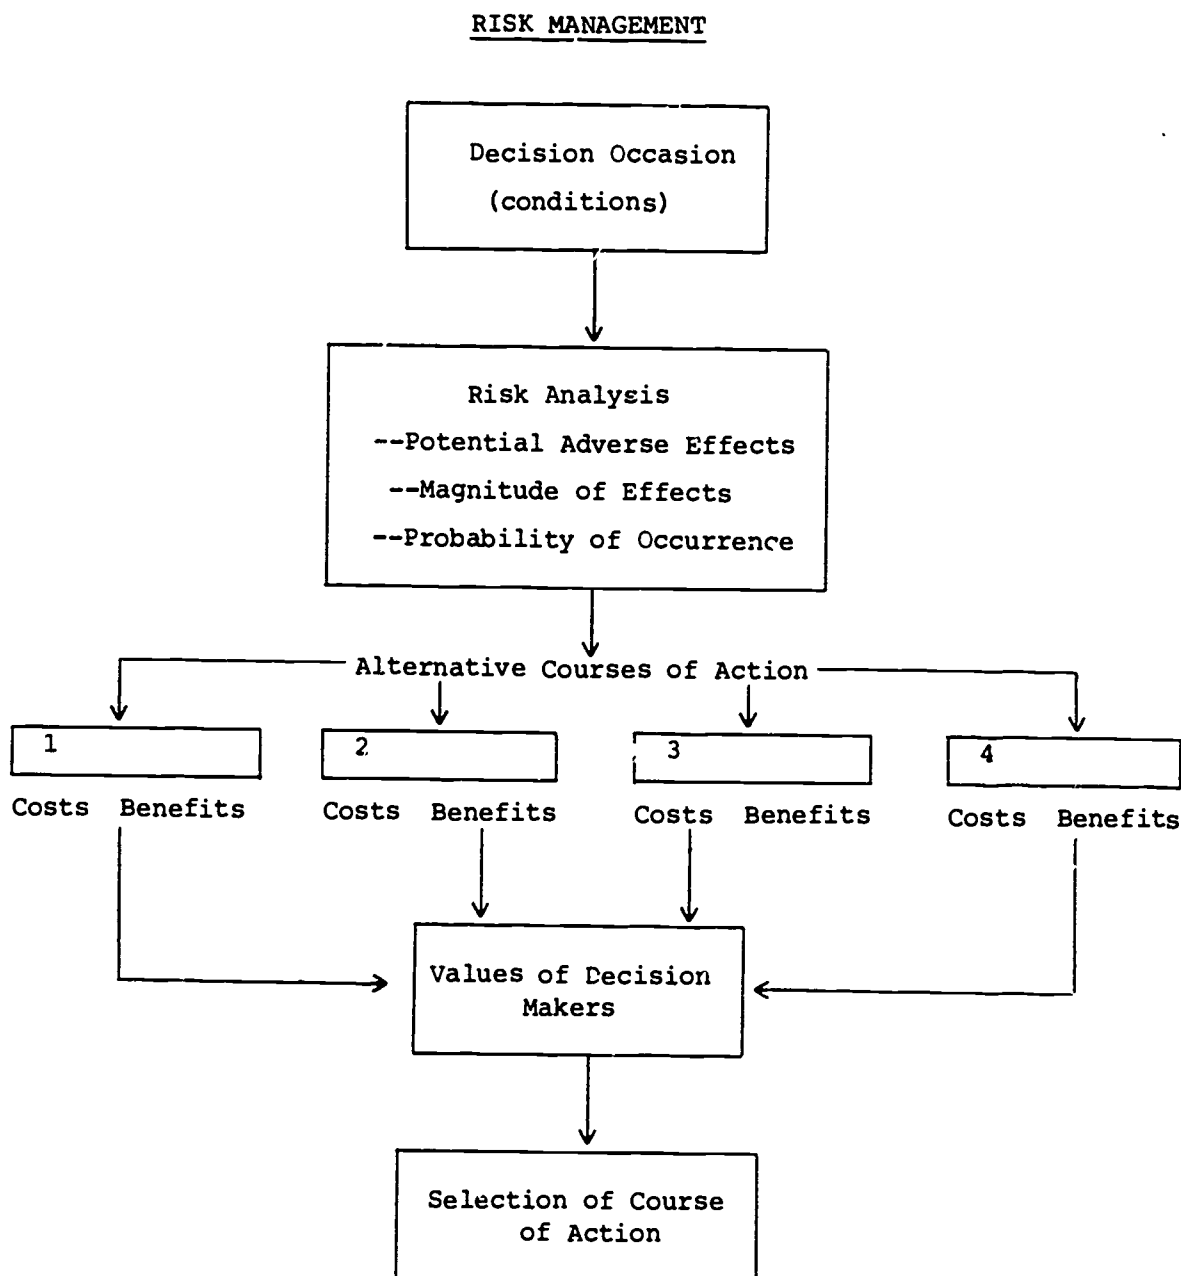 RISK MANAGEMENT
Decision Occasion
(conditions)
Risk Analysis
--Potential Adverse Effects
--Magnitude of Effects
--Probability of Occurrence
Alternative Courses of Action
1
2
3
4
Costs Benefits
Costs Benefits
Costs Benefits
Costs Benefits
Values of Decision
Makers
Selection of Course
of Action